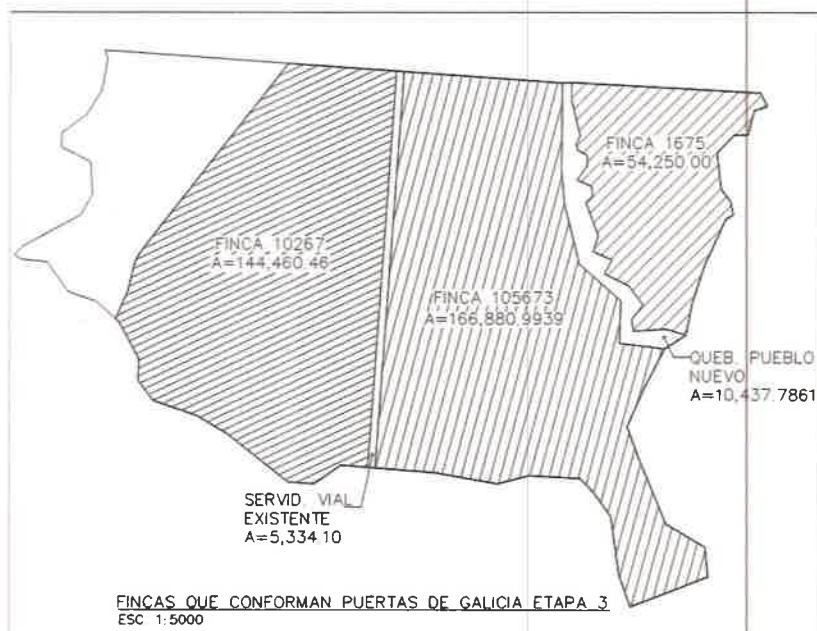 FINCA 1675
A=54,250.00
FINCA 10267
A=144,460.46
FINCA 105673
A=166,880.9939
QUEB. PUEBLO
NUEVO
A=10,437.7861
SERVID. VIAL
EXISTENTE
A=5,334.10
FINCAS QUE CONFORMAN PUERTAS DE GALICIA ETAPA 3
ESC. 1:5000